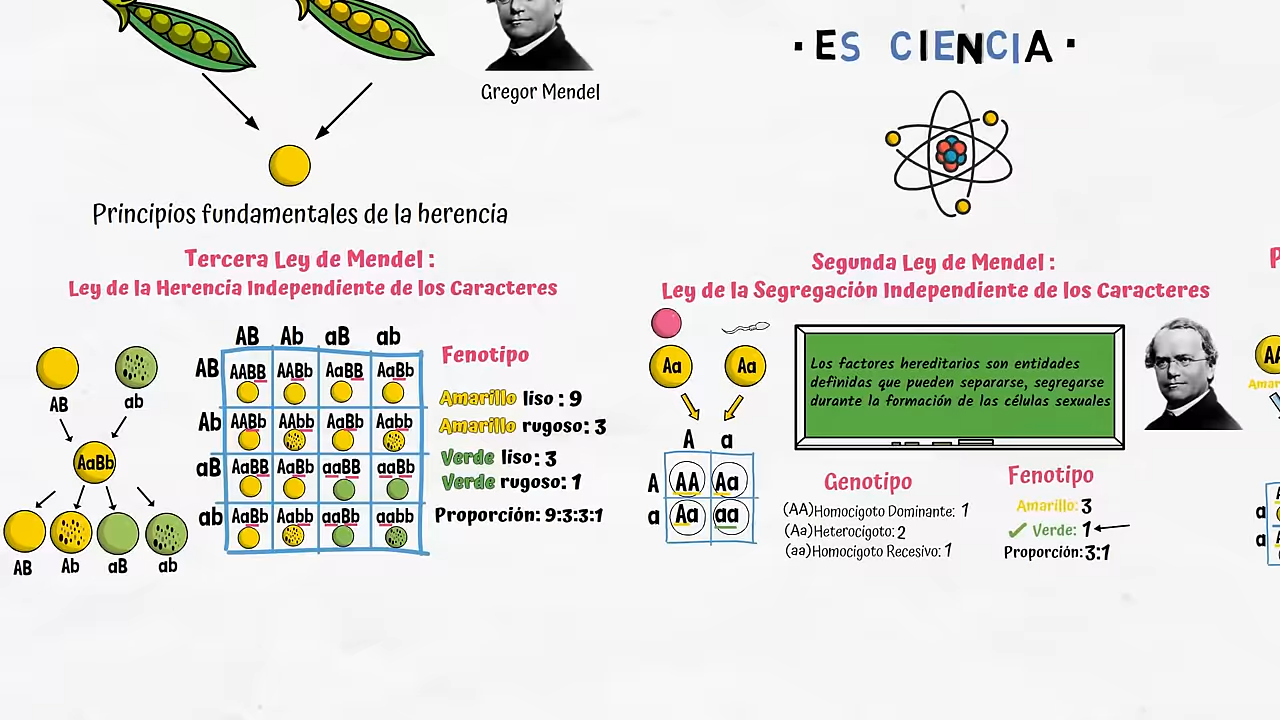 Gregor Mendel
Principios fundamentales de la herencia
Tercera Ley de Mendel :
Ley de la Herencia Independiente de los Caracteres
AB Ab aB ab
AB
Ab
aB
ab
AABB AABb AaBB AaBb
AABb AAbb AaBb Aabb
AaBB AaBb aaBB aaBb
AaBb Aabb aaBb aabb
AB
ab
AaBb
AB Ab aB ab
Fenotipo
Amarillo liso : 9
Amarillo rugoso: 3
Verde liso: 3
Verde rugoso: 1
Proporción: 9:3:3:1
· ES CIENCIA ·
Segunda Ley de Mendel :
Ley de la Segregación Independiente de los Caracteres
Aa Aa
A a
A AA Aa
a Aa aa
Los factores hereditarios son entidades
definidas que pueden separarse, segregarse
durante la formación de las células sexuales
Genotipo
(AA)Homocigoto Dominante: 1
(Aa)Heterocigoto: 2
(aa)Homocigoto Recesivo: 1
Fenotipo
Amarillo: 3
✓ Verde: 1
Proporción: 3:1
a
a